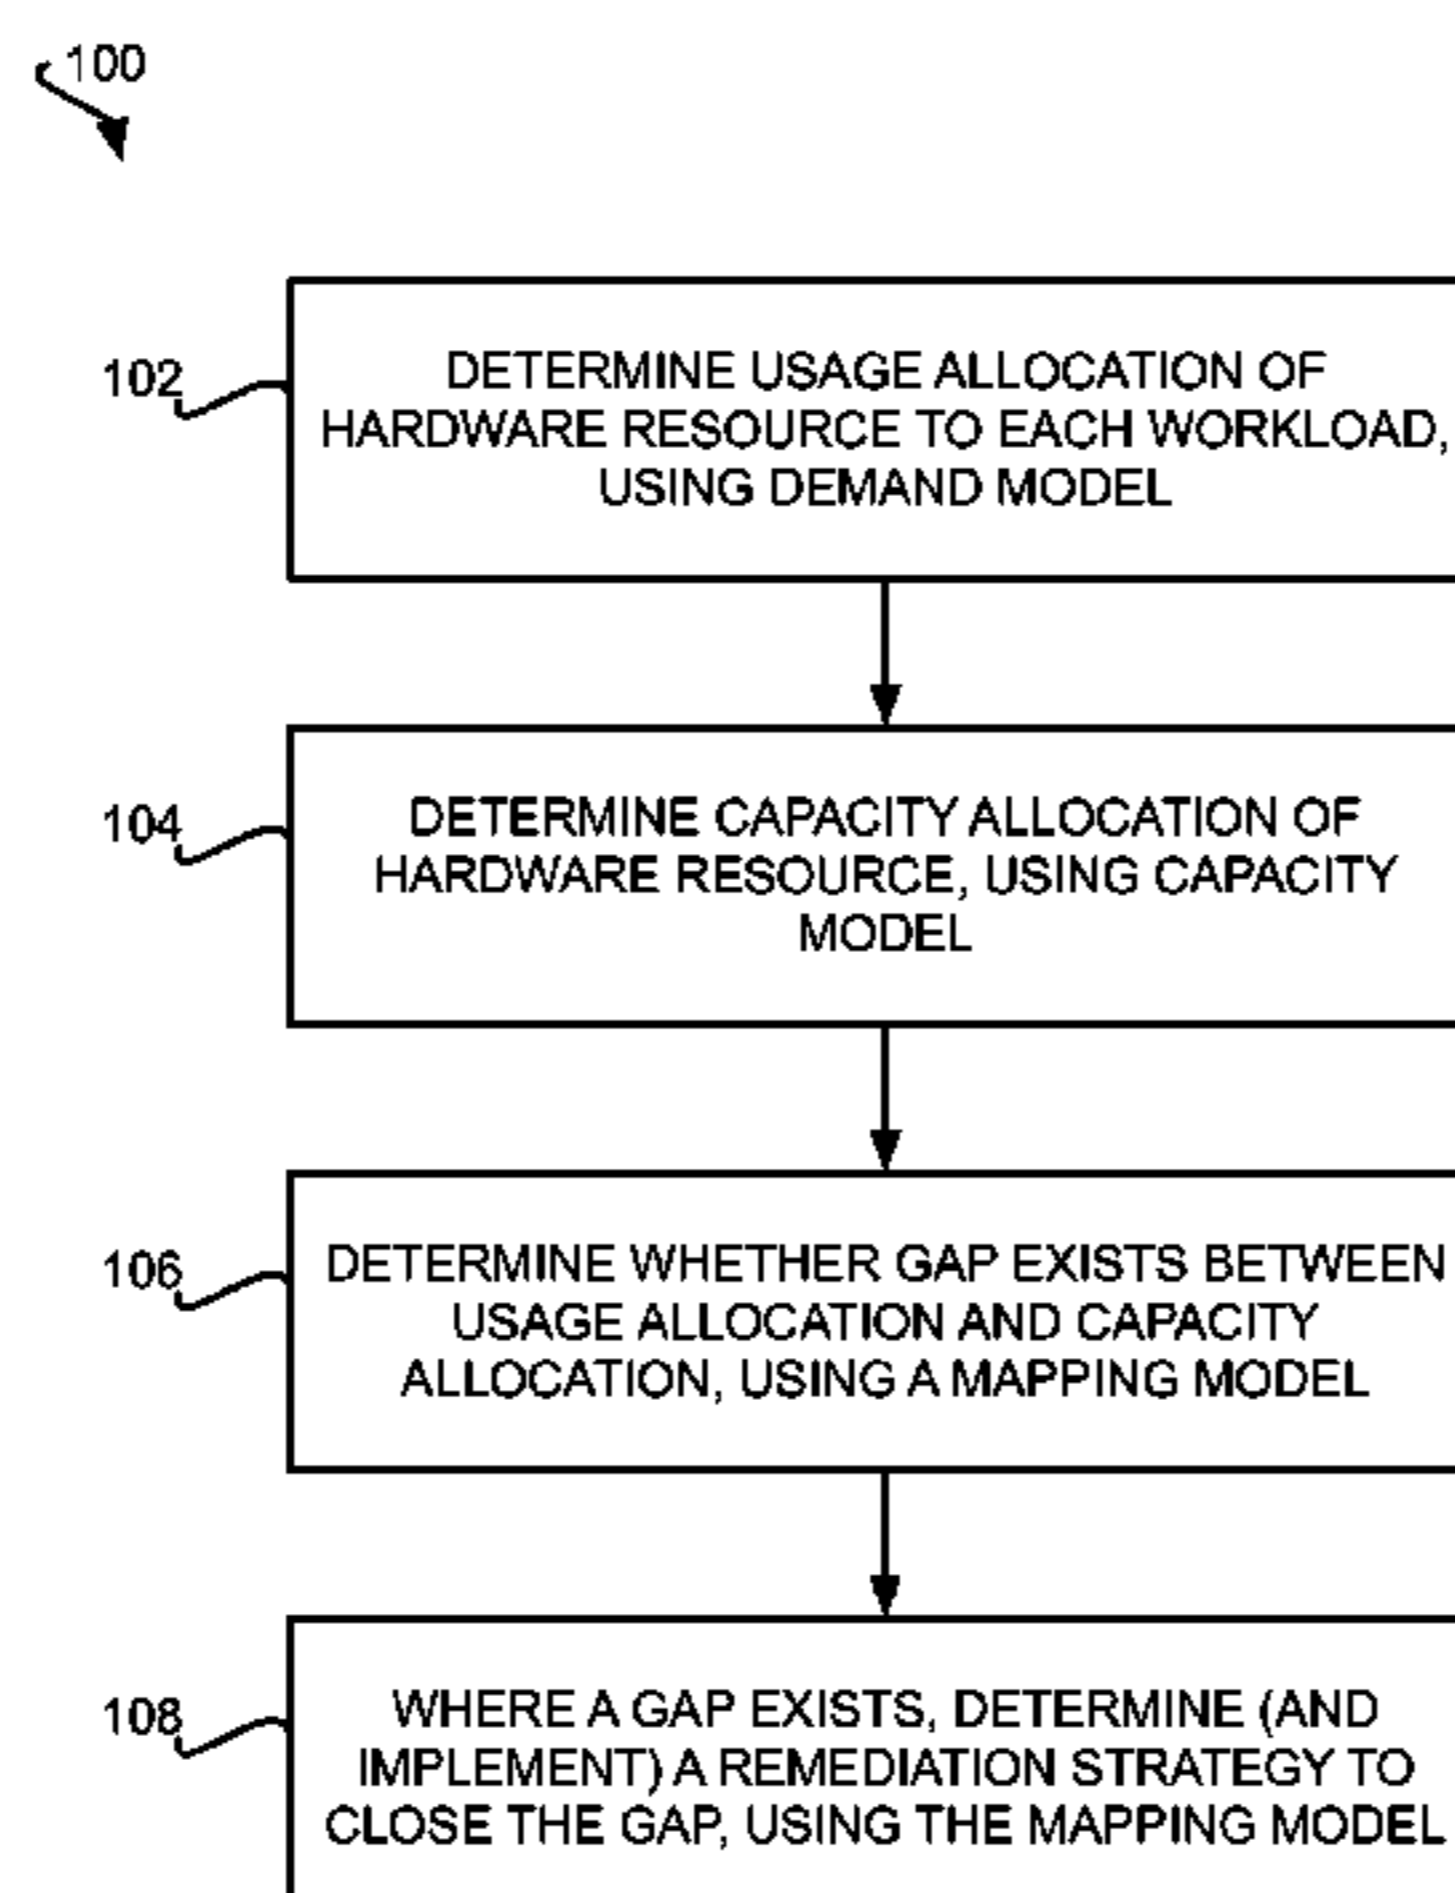 100
102
DETERMINE USAGE ALLOCATION OF
HARDWARE RESOURCE TO EACH WORKLOAD,
USING DEMAND MODEL
104
DETERMINE CAPACITY ALLOCATION OF
HARDWARE RESOURCE, USING CAPACITY
MODEL
106
DETERMINE WHETHER GAP EXISTS BETWEEN
USAGE ALLOCATION AND CAPACITY
ALLOCATION, USING A MAPPING MODEL
108
WHERE A GAP EXISTS, DETERMINE (AND
IMPLEMENT) A REMEDIATION STRATEGY TO
CLOSE THE GAP, USING THE MAPPING MODEL